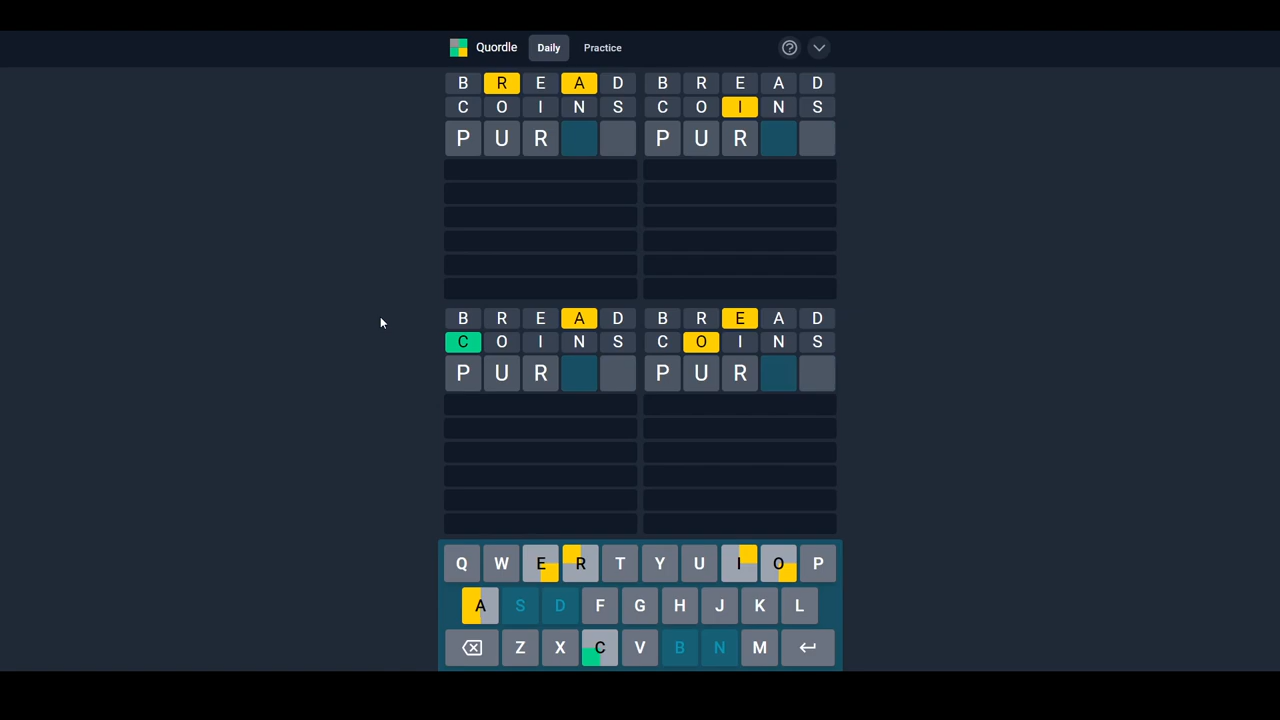 Quordle Daily Practice
B R E A D B R E A D
C O I N S C O I N S
P U R P U R
B R E A D B R E A D
C O I N S C O I N S
P U R P U R
Q W E R T Y U I O P
A S D F G H J K L
Z X C V B N M